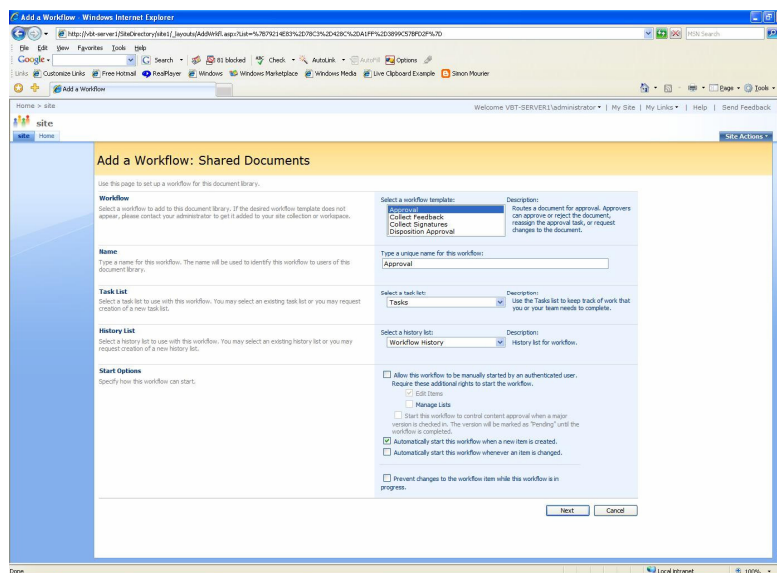 Add a Workflow - Windows Internet Explorer
http://vbt-server1/SiteDirectory/site1/_layouts/AddWrkfl.aspx?List=%7B79214E83%2D78C3%2D428C%2DA1FF%2D3899C57BFD2F%7D
MSN Search
File Edit View Favorites Tools Help
Google Search 81 blocked Check AutoLink AutoFill Options
Links Customize Links Free Hotmail RealPlayer Windows Windows Marketplace Windows Media Live Clipboard Example Simon Mourier
Add a Workflow
Page Tools
Home > site
Welcome VBT-SERVER1\administrator | My Site | My Links | Help | Send Feedback
site
site Home
Site Actions
Add a Workflow: Shared Documents
Use this page to set up a workflow for this document library.
Workflow
Select a workflow to add to this document library. If the desired workflow template does not
appear, please contact your administrator to get it added to your site collection or workspace.
Select a workflow template:
Approval
Collect Feedback
Collect Signatures
Disposition Approval
Description:
Routes a document for approval. Approvers
can approve or reject the document,
reassign the approval task, or request
changes to the document.
Name
Type a name for this workflow. The name will be used to identify this workflow to users of this
document library.
Type a unique name for this workflow:
Approval
Task List
Select a task list to use with this workflow. You may select an existing task list or you may request
creation of a new task list.
Select a task list:
Tasks
Description:
Use the Tasks list to keep track of work that
you or your team needs to complete.
History List
Select a history list to use with this workflow. You may select an existing history list or you may
request creation of a new history list.
Select a history list:
Workflow History
Description:
History list for workflow.
Start Options
Specify how this workflow can start.
Allow this workflow to be manually started by an authenticated user.
Require these additional rights to start the workflow.
Edit Items
Manage Lists
Start this workflow to control content approval when a major
version is checked in. The version will be marked as "Pending" until the
workflow is completed.
Automatically start this workflow when a new item is created.
Automatically start this workflow whenever an item is changed.
Prevent changes to the workflow item while this workflow is in
progress.
Next Cancel
Done
Local intranet
100%